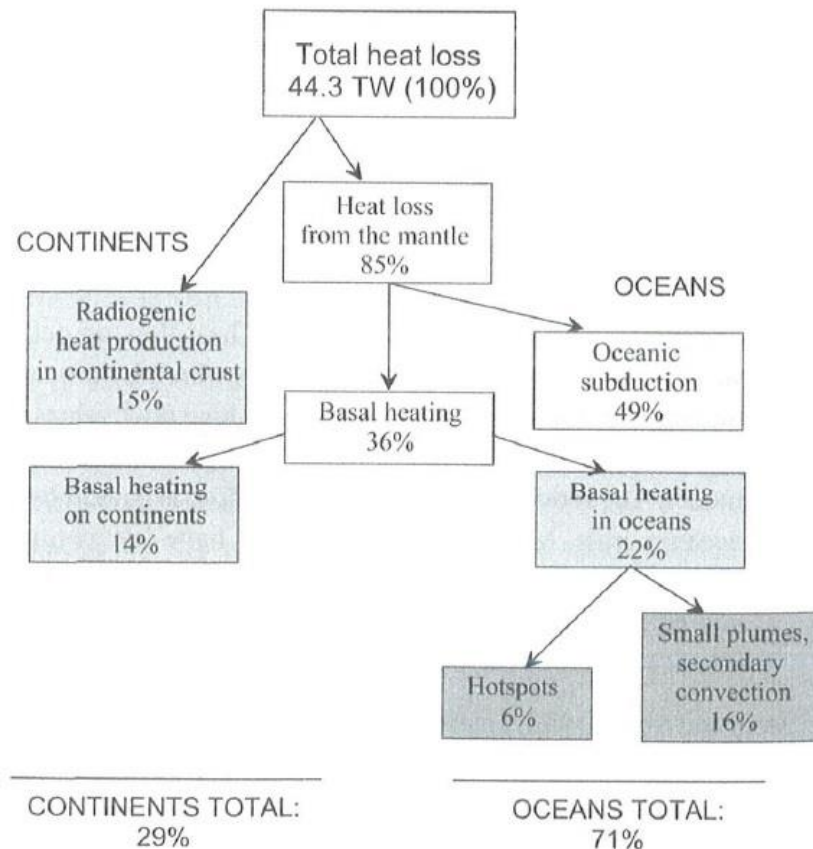 Total heat loss
44.3 TW (100%)
Heat loss
from the mantle
85%
CONTINENTS
OCEANS
Radiogenic
heat production
in continental crust
15%
Oceanic
subduction
49%
Basal heating
36%
Basal heating
on continents
14%
Basal heating
in oceans
22%
Small plumes,
secondary
convection
16%
Hotspots
6%
CONTINENTS TOTAL:
29%
OCEANS TOTAL:
71%